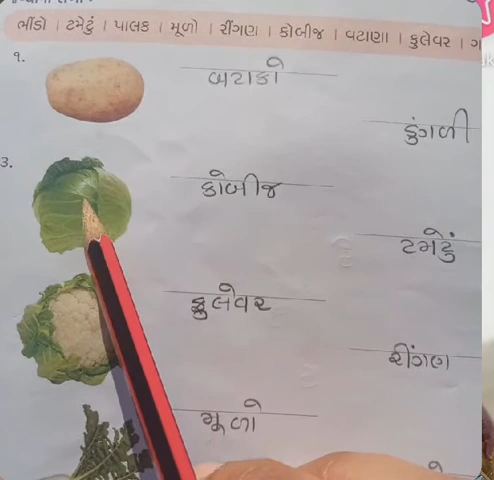 ભીંડો । ટમેટું । પાલક । મૂળો । રીંગણ । કોબીજ । વટાણા । ફુલેવર ।
૧.
બટાકો
ડુંગળી
૩.
કોબીજ
ટમેટું
ફુલેવર
રીંગણ
મૂળો